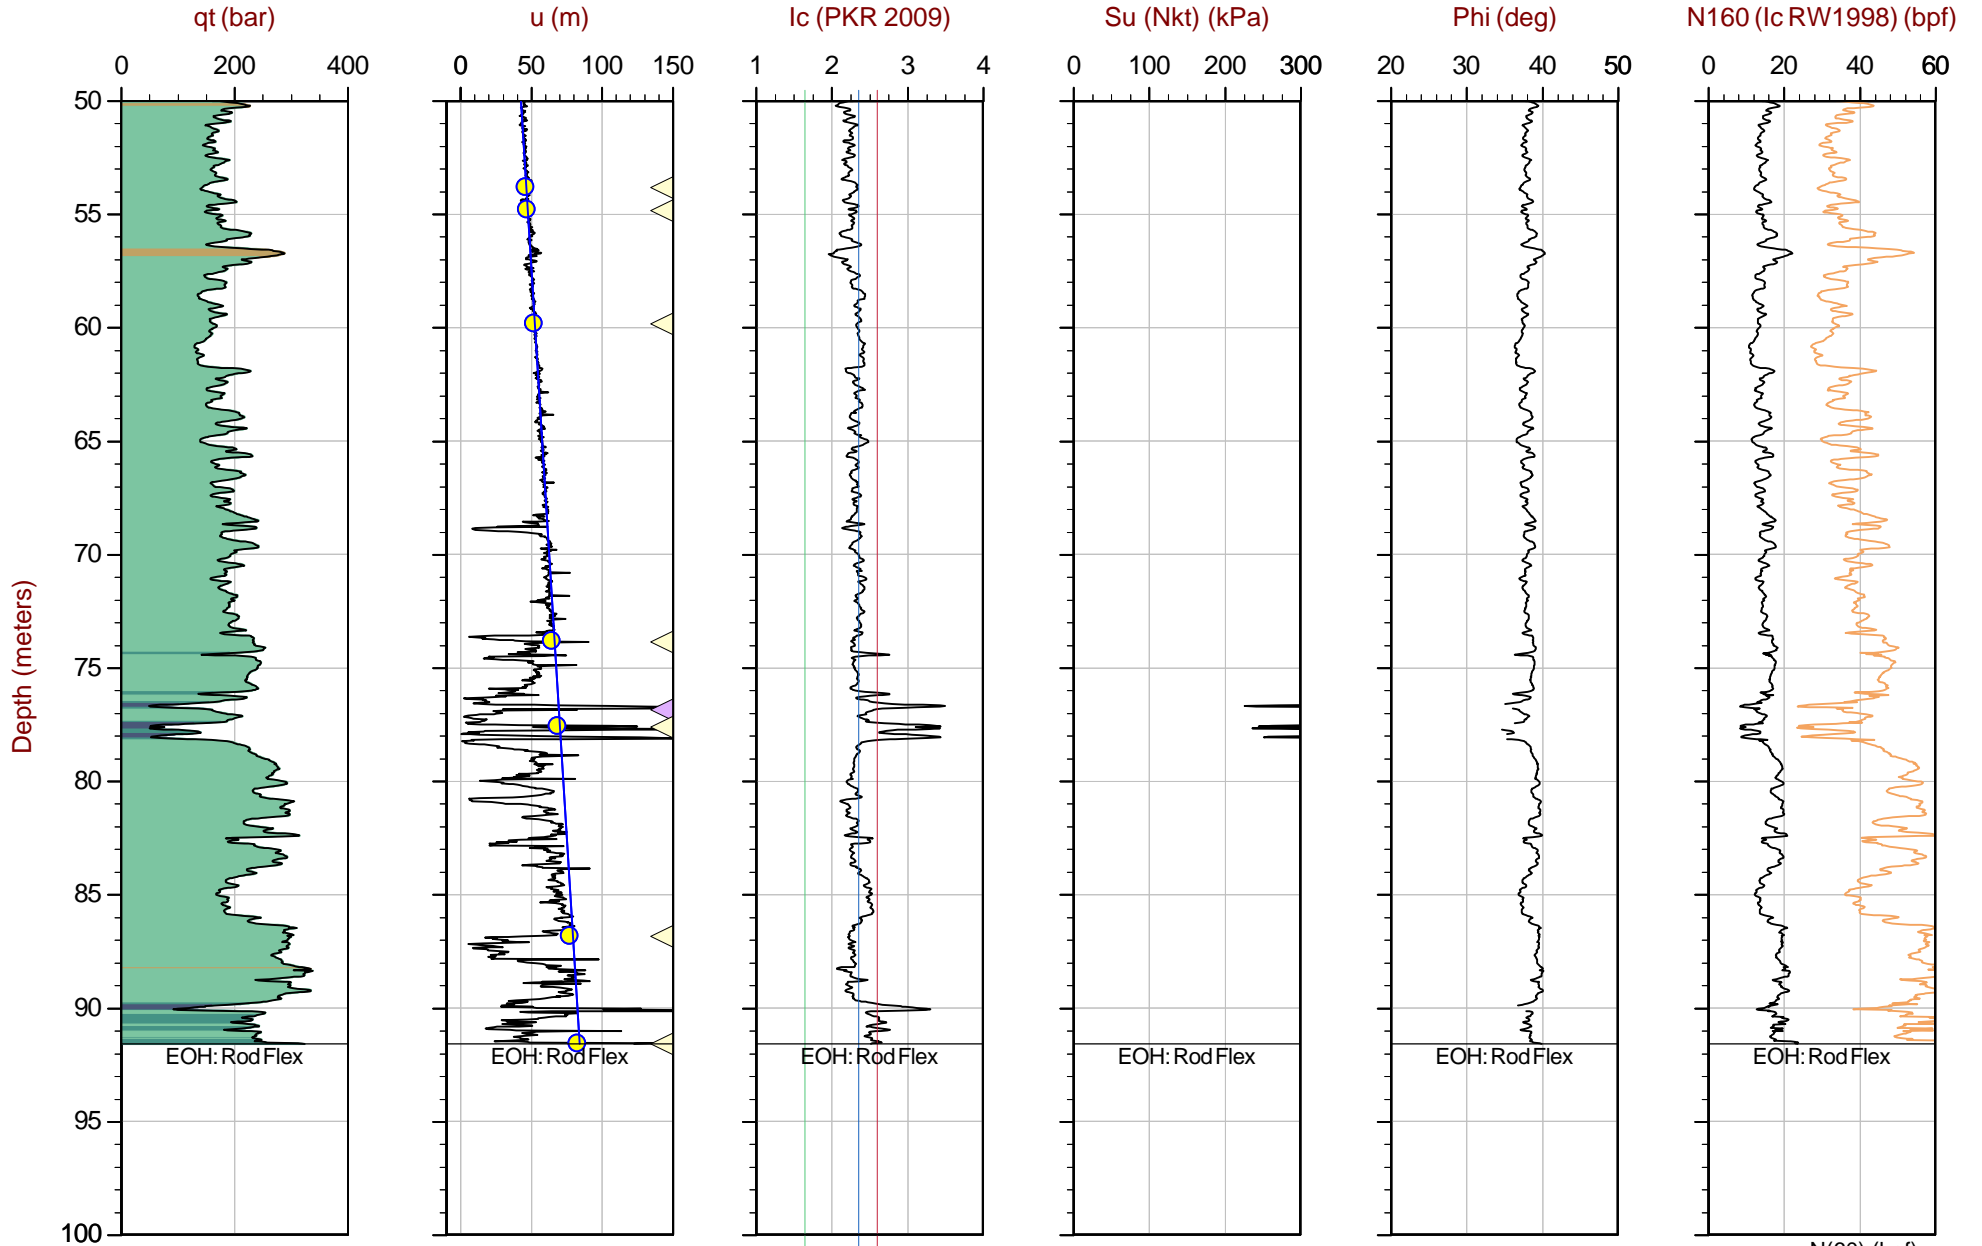 qt (bar) u (m) Ic (PKR 2009) Su (Nkt) (kPa) Phi (deg) N160 (Ic RW1998) (bpf)
0 200 400 0 50 100 150 1 2 3 4 0 100 200 300 20 30 40 50 0 20 40 60
50
55
60
65
70
75
80
85
90
95
100
Depth (meters)
EOH: Rod Flex EOH: Rod Flex EOH: Rod Flex EOH: Rod Flex EOH: Rod Flex EOH: Rod Flex